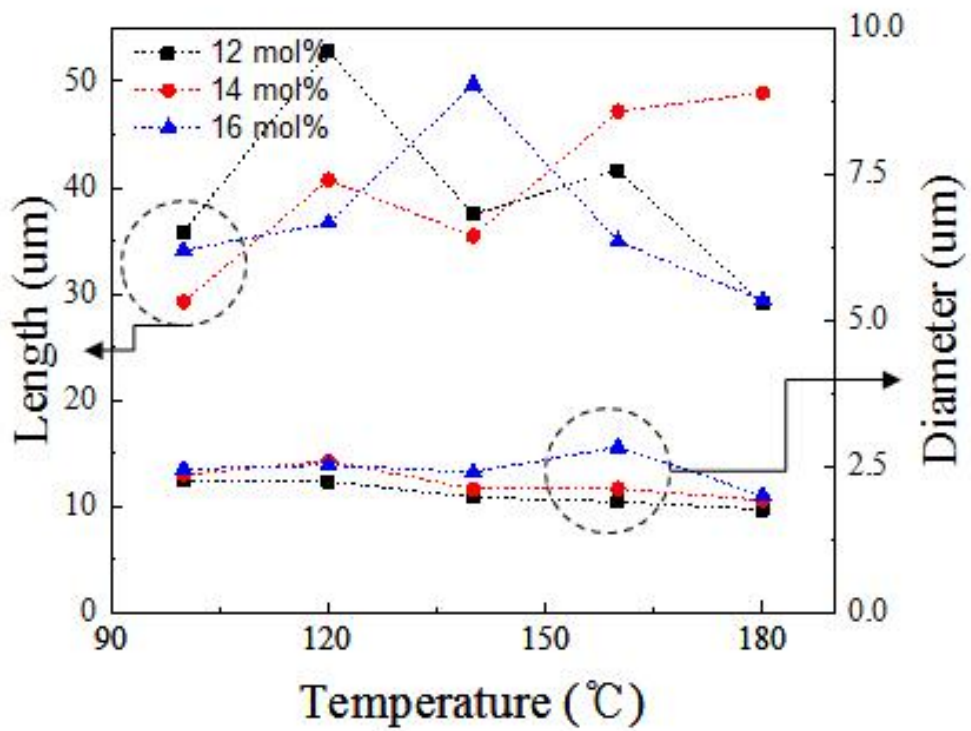 12 mol%
14 mol%
16 mol%
50
40
30
20
10
0
Length (um)
10.0
7.5
5.0
2.5
0.0
Diameter (um)
90
120
150
180
Temperature (℃)